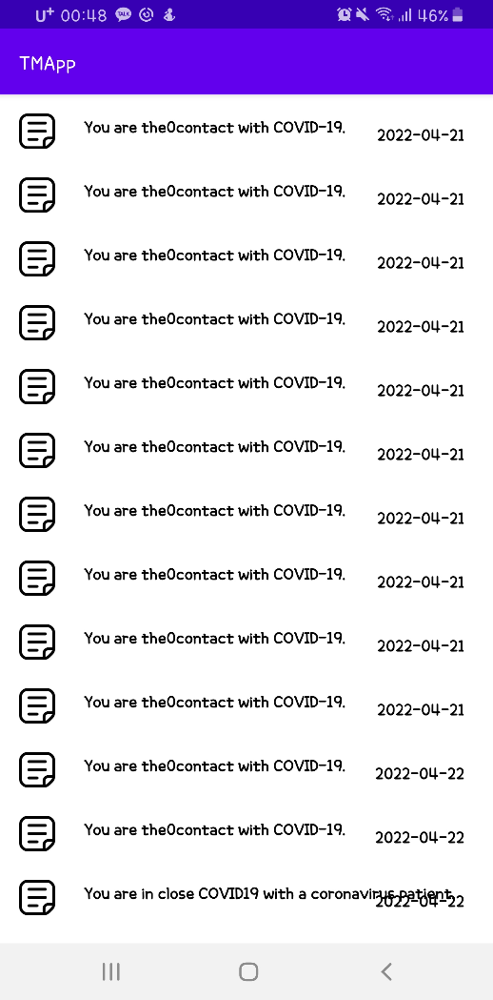 U+ 00:48 TALK 46%
TMApp
You are the0contact with COVID-19. 2022-04-21
You are the0contact with COVID-19. 2022-04-21
You are the0contact with COVID-19. 2022-04-21
You are the0contact with COVID-19. 2022-04-21
You are the0contact with COVID-19. 2022-04-21
You are the0contact with COVID-19. 2022-04-21
You are the0contact with COVID-19. 2022-04-21
You are the0contact with COVID-19. 2022-04-21
You are the0contact with COVID-19. 2022-04-21
You are the0contact with COVID-19. 2022-04-21
You are the0contact with COVID-19. 2022-04-22
You are the0contact with COVID-19. 2022-04-22
You are in close COVID19 with a coronavirus patient.
2022-04-22